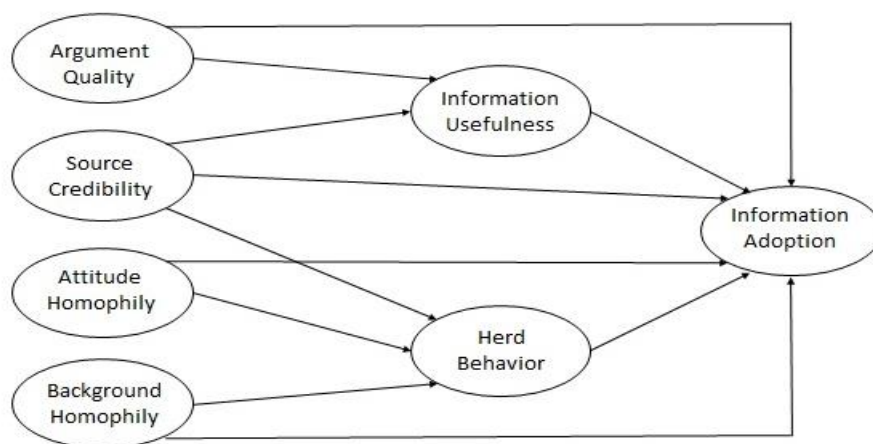 Argument
Quality
Information
Usefulness
Source
Credibility
Information
Adoption
Attitude
Homophily
Herd
Behavior
Background
Homophily